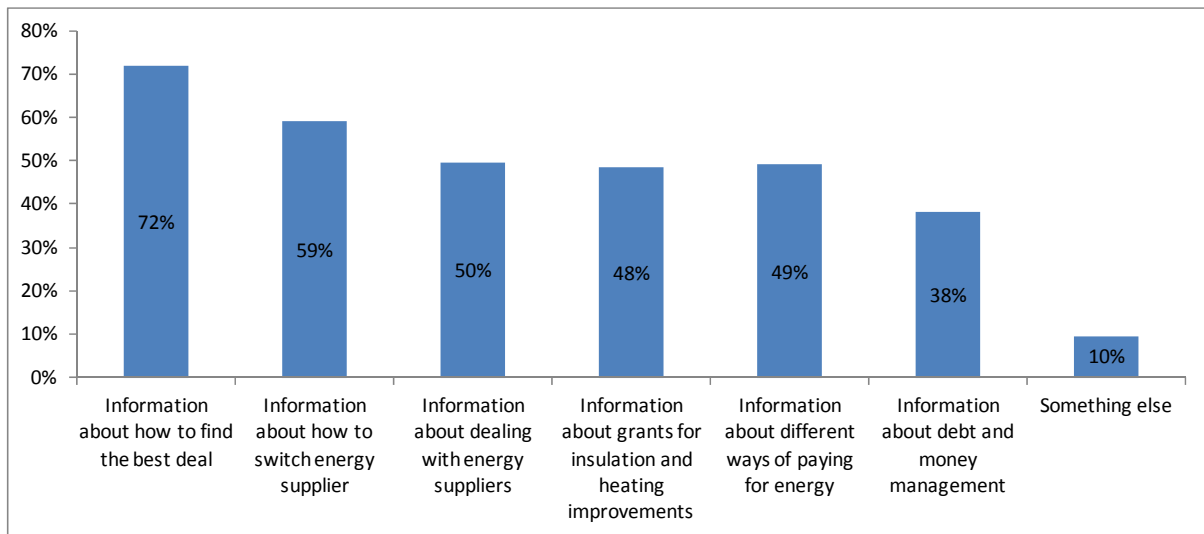 80%
70%
60%
50%
40%
30%
20%
10%
0%
72%
59%
50%
48%
49%
38%
10%
Information
about how to find
the best deal
Information
about how to
switch energy
supplier
Information
about dealing
with energy
suppliers
Information
about grants for
insulation and
heating
improvements
Information
about different
ways of paying
for energy
Information
about debt and
money
management
Something else